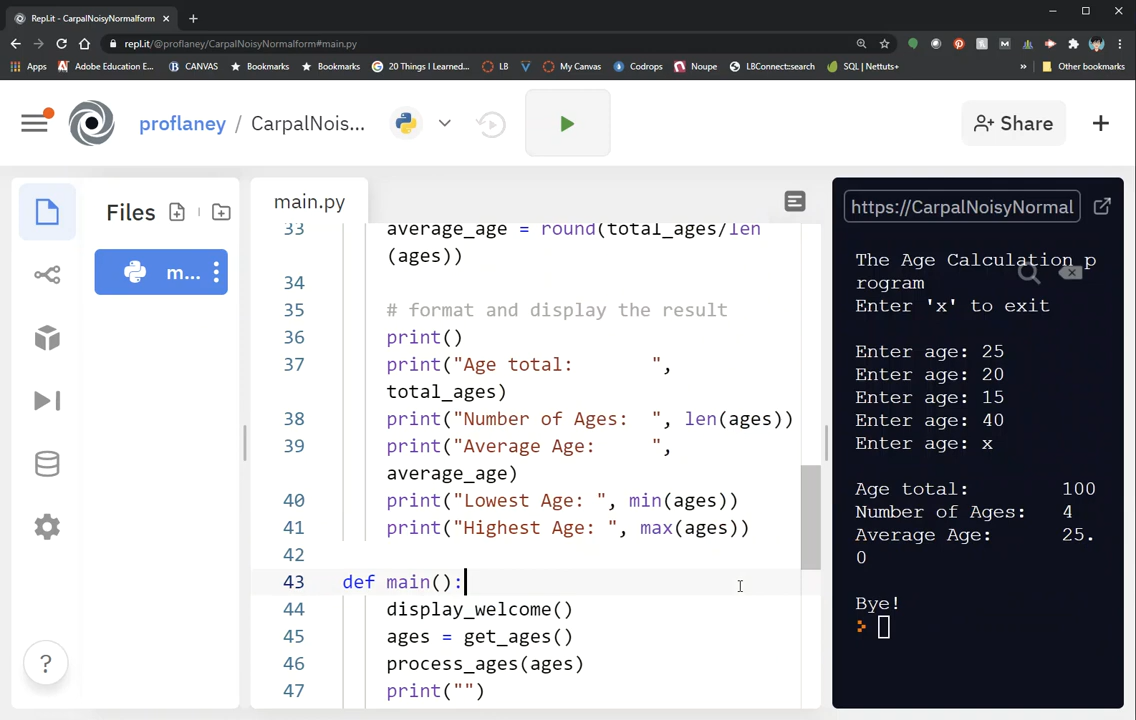 Repl.it - CarpalNoisyNormalform
repl.it/@proflaney/CarpalNoisyNormalform#main.py
Apps Adobe Education E... CANVAS Bookmarks Bookmarks 20 Things I Learned... LB My Canvas Codrops Noupe LBConnect:search SQL | Nettuts+ » Other bookmarks
proflaney / CarpalNois... Share
Files
m...
main.py
33 average_age = round(total_ages/len
(ages))
34
35 # format and display the result
36 print()
37 print("Age total:       ",
total_ages)
38 print("Number of Ages:  ", len(ages))
39 print("Average Age:     ",
average_age)
40 print("Lowest Age: ", min(ages))
41 print("Highest Age: ", max(ages))
42
43 def main():
44 display_welcome()
45 ages = get_ages()
46 process_ages(ages)
47 main("")
https://CarpalNoisyNormal
The Age Calculation p
rogram
Enter 'x' to exit
Enter age: 25
Enter age: 20
Enter age: 15
Enter age: 40
Enter age: x
Age total:        100
Number of Ages:   4
Average Age:      25.
0
Bye!
>
?